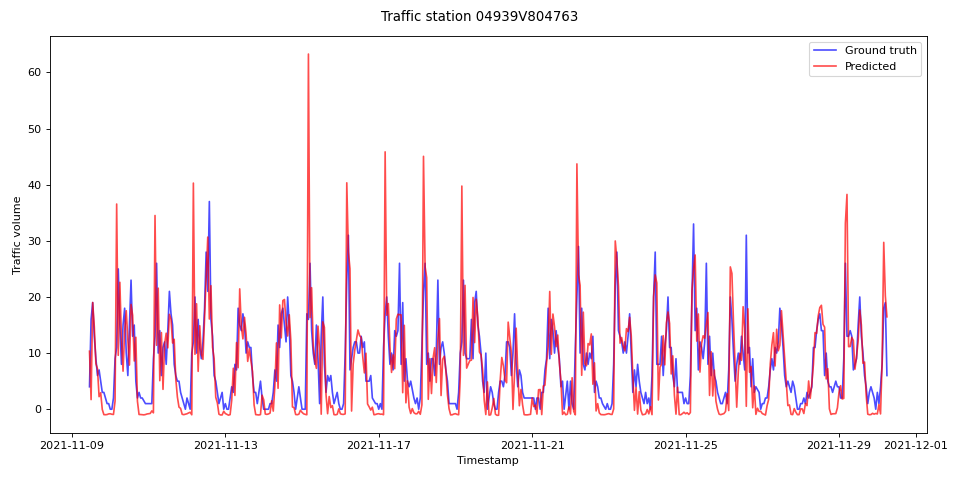 Traffic station 04939V804763
Ground truth
Predicted
Traffic volume
60
50
40
30
20
10
0
2021-11-09
2021-11-13
2021-11-17
2021-11-21
2021-11-25
2021-11-29
2021-12-01
Timestamp